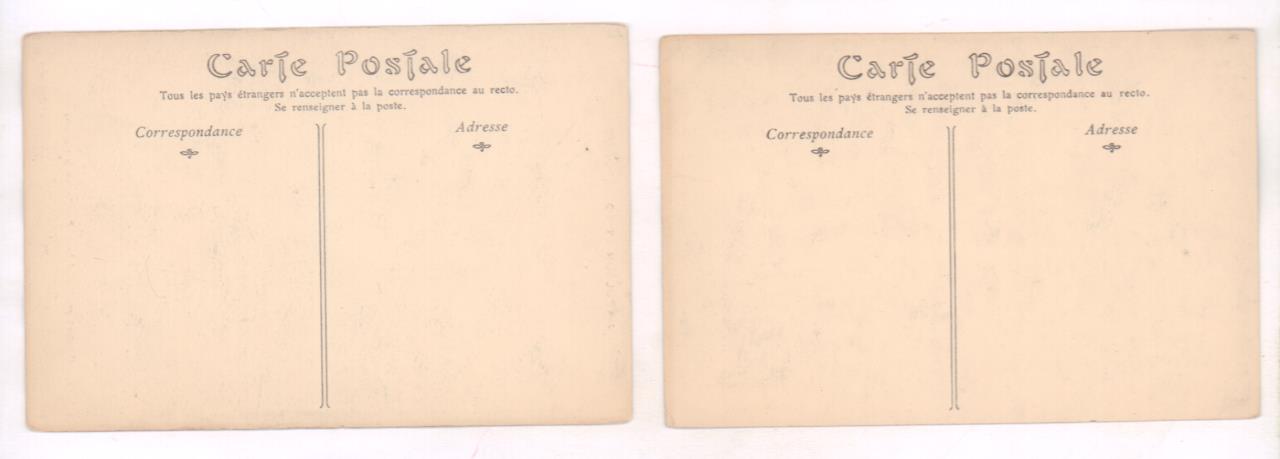 Carte Postale
Tous les pays étrangers n'acceptent pas la correspondance au recto.
Se renseigner à la poste.
Correspondance
Adresse
Carte Postale
Tous les pays étrangers n'acceptent pas la correspondance au recto.
Se renseigner à la poste.
Correspondance
Adresse